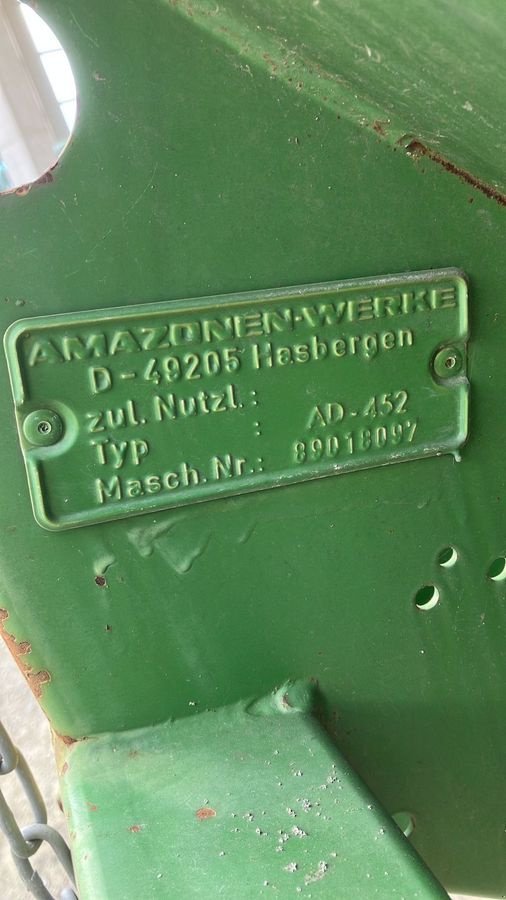 AMAZONEN-WERKE
D-49205 Hasbergen
zul. Nutzl.:
Typ : AD-452
Masch. Nr.: 89018097